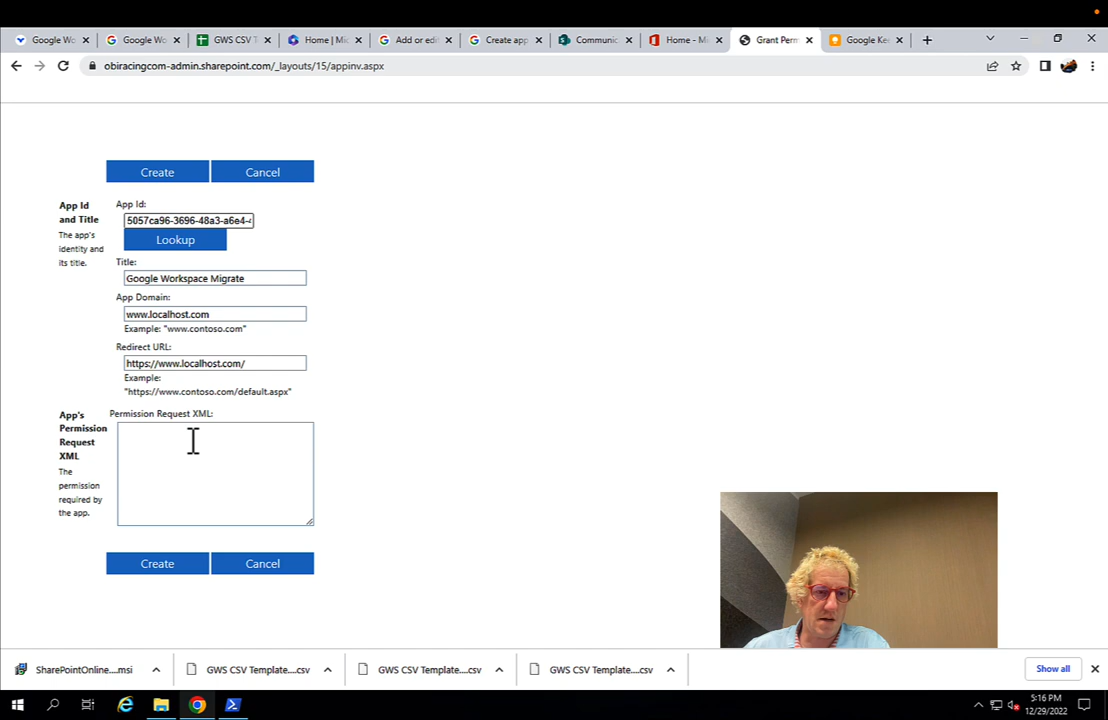 Google Wo
Google Wo
GWS CSV T
Home | Mic
Add or edi
Create app
Communic
Home - Mi
Grant Perm
Google Kee
obiracingcom-admin.sharepoint.com/_layouts/15/appinv.aspx
Create
Cancel
App Id
and Title
The app's
identity and
its title.
App Id:
5057ca96-3696-48a3-a6e4-
Lookup
Title:
Google Workspace Migrate
App Domain:
www.localhost.com
Example: "www.contoso.com"
Redirect URL:
https://www.localhost.com/
Example:
"https://www.contoso.com/default.aspx"
App's
Permission
Request
XML
The
permission
required by
the app.
Permission Request XML:
Create
Cancel
SharePointOnline....msi
GWS CSV Template....csv
GWS CSV Template....csv
GWS CSV Template....csv
Show all
5:16 PM
12/29/2022